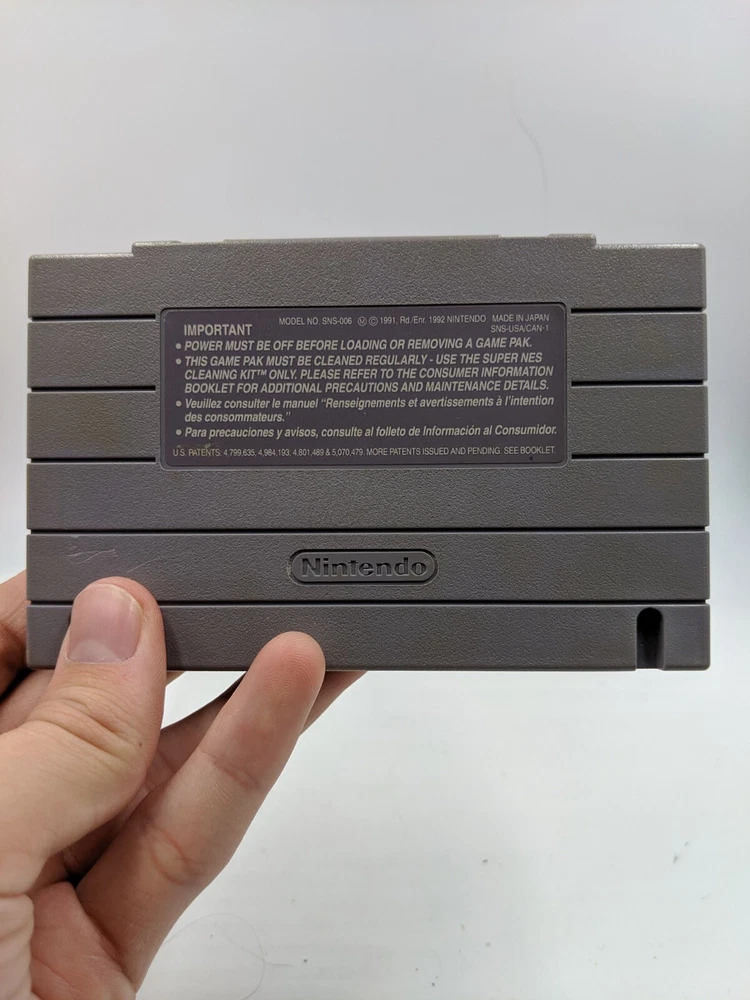 IMPORTANT
MODEL NO. SNS-006 Ⓜ © 1991, Rd./Enr. 1992 NINTENDO MADE IN JAPAN
SNS-USA/CAN-1
• POWER MUST BE OFF BEFORE LOADING OR REMOVING A GAME PAK.
• THIS GAME PAK MUST BE CLEANED REGULARLY - USE THE SUPER NES
CLEANING KIT™ ONLY. PLEASE REFER TO THE CONSUMER INFORMATION
BOOKLET FOR ADDITIONAL PRECAUTIONS AND MAINTENANCE DETAILS.
• Veuillez consulter le manuel "Renseignements et avertissements à l'intention
des consommateurs."
• Para precauciones y avisos, consulte al folleto de Información al Consumidor.
U.S. PATENTS: 4,799,635, 4,984,193, 4,801,489 & 5,070,479. MORE PATENTS ISSUED AND PENDING. SEE BOOKLET.
Nintendo